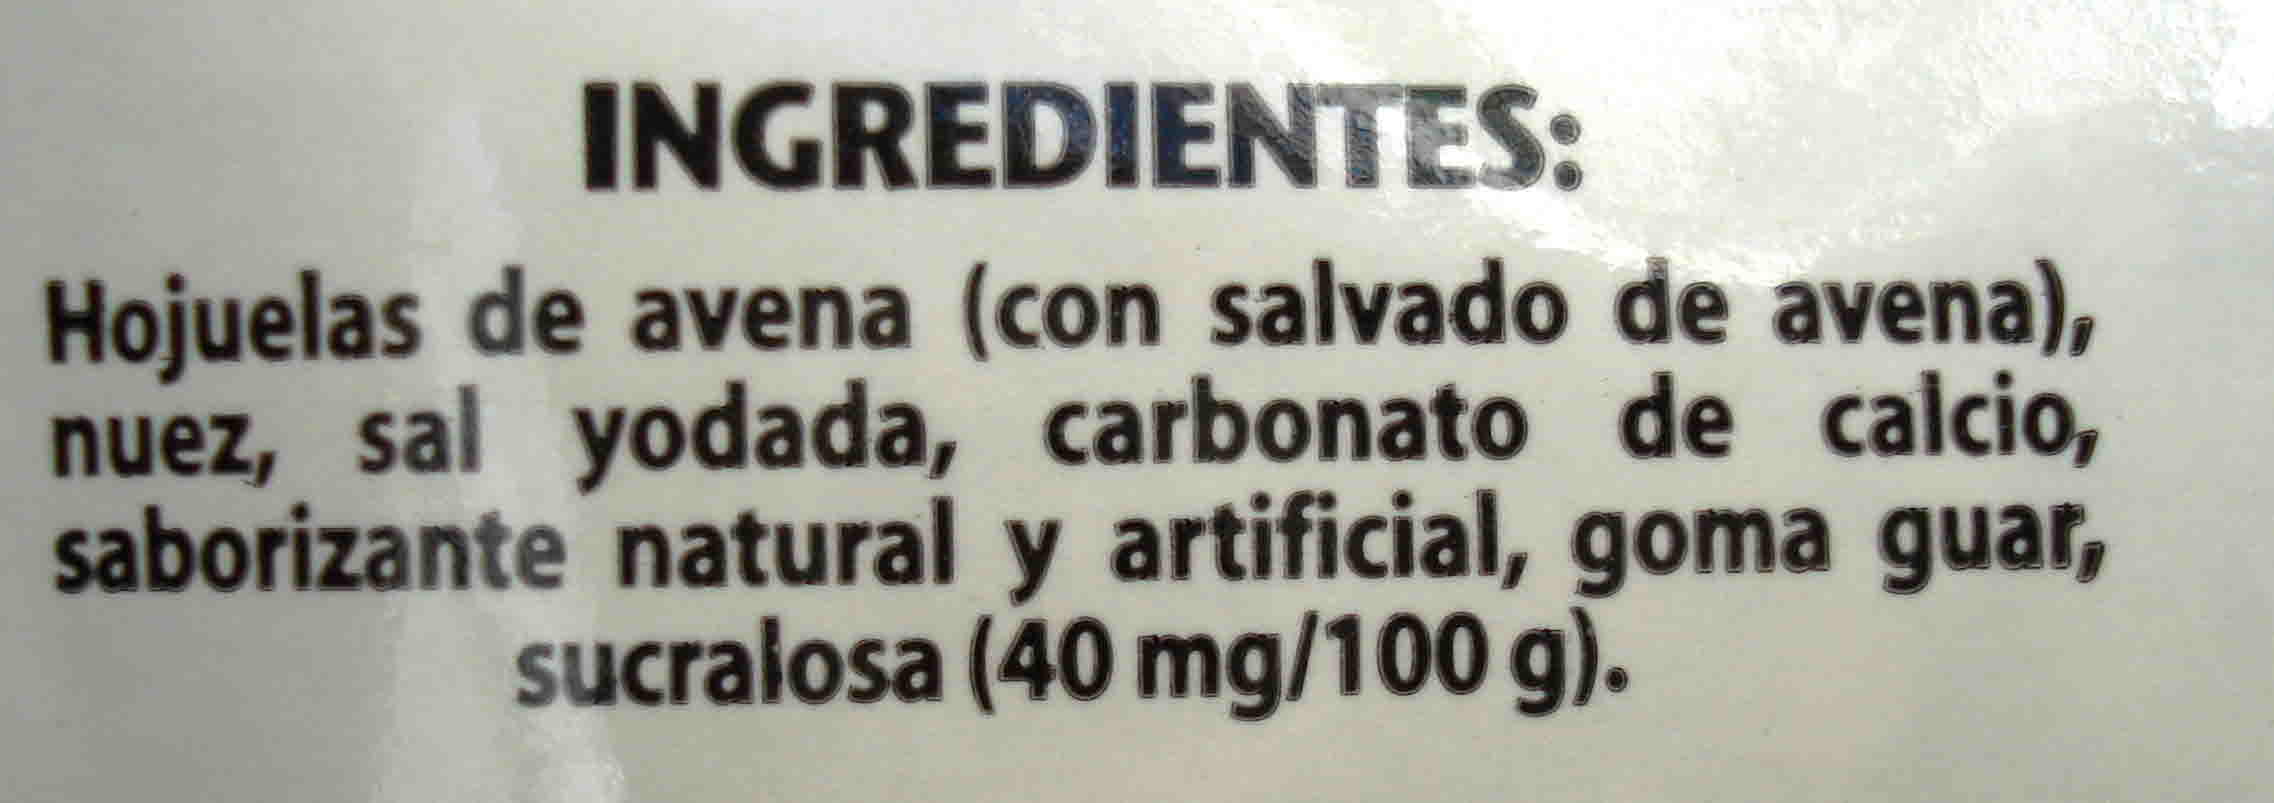 INGREDIENTES:
Hojuelas de avena (con salvado de avena),
nuez, sal yodada, carbonato de calcio,
saborizante natural y artificial, goma guar,
sucralosa (40 mg/100 g).